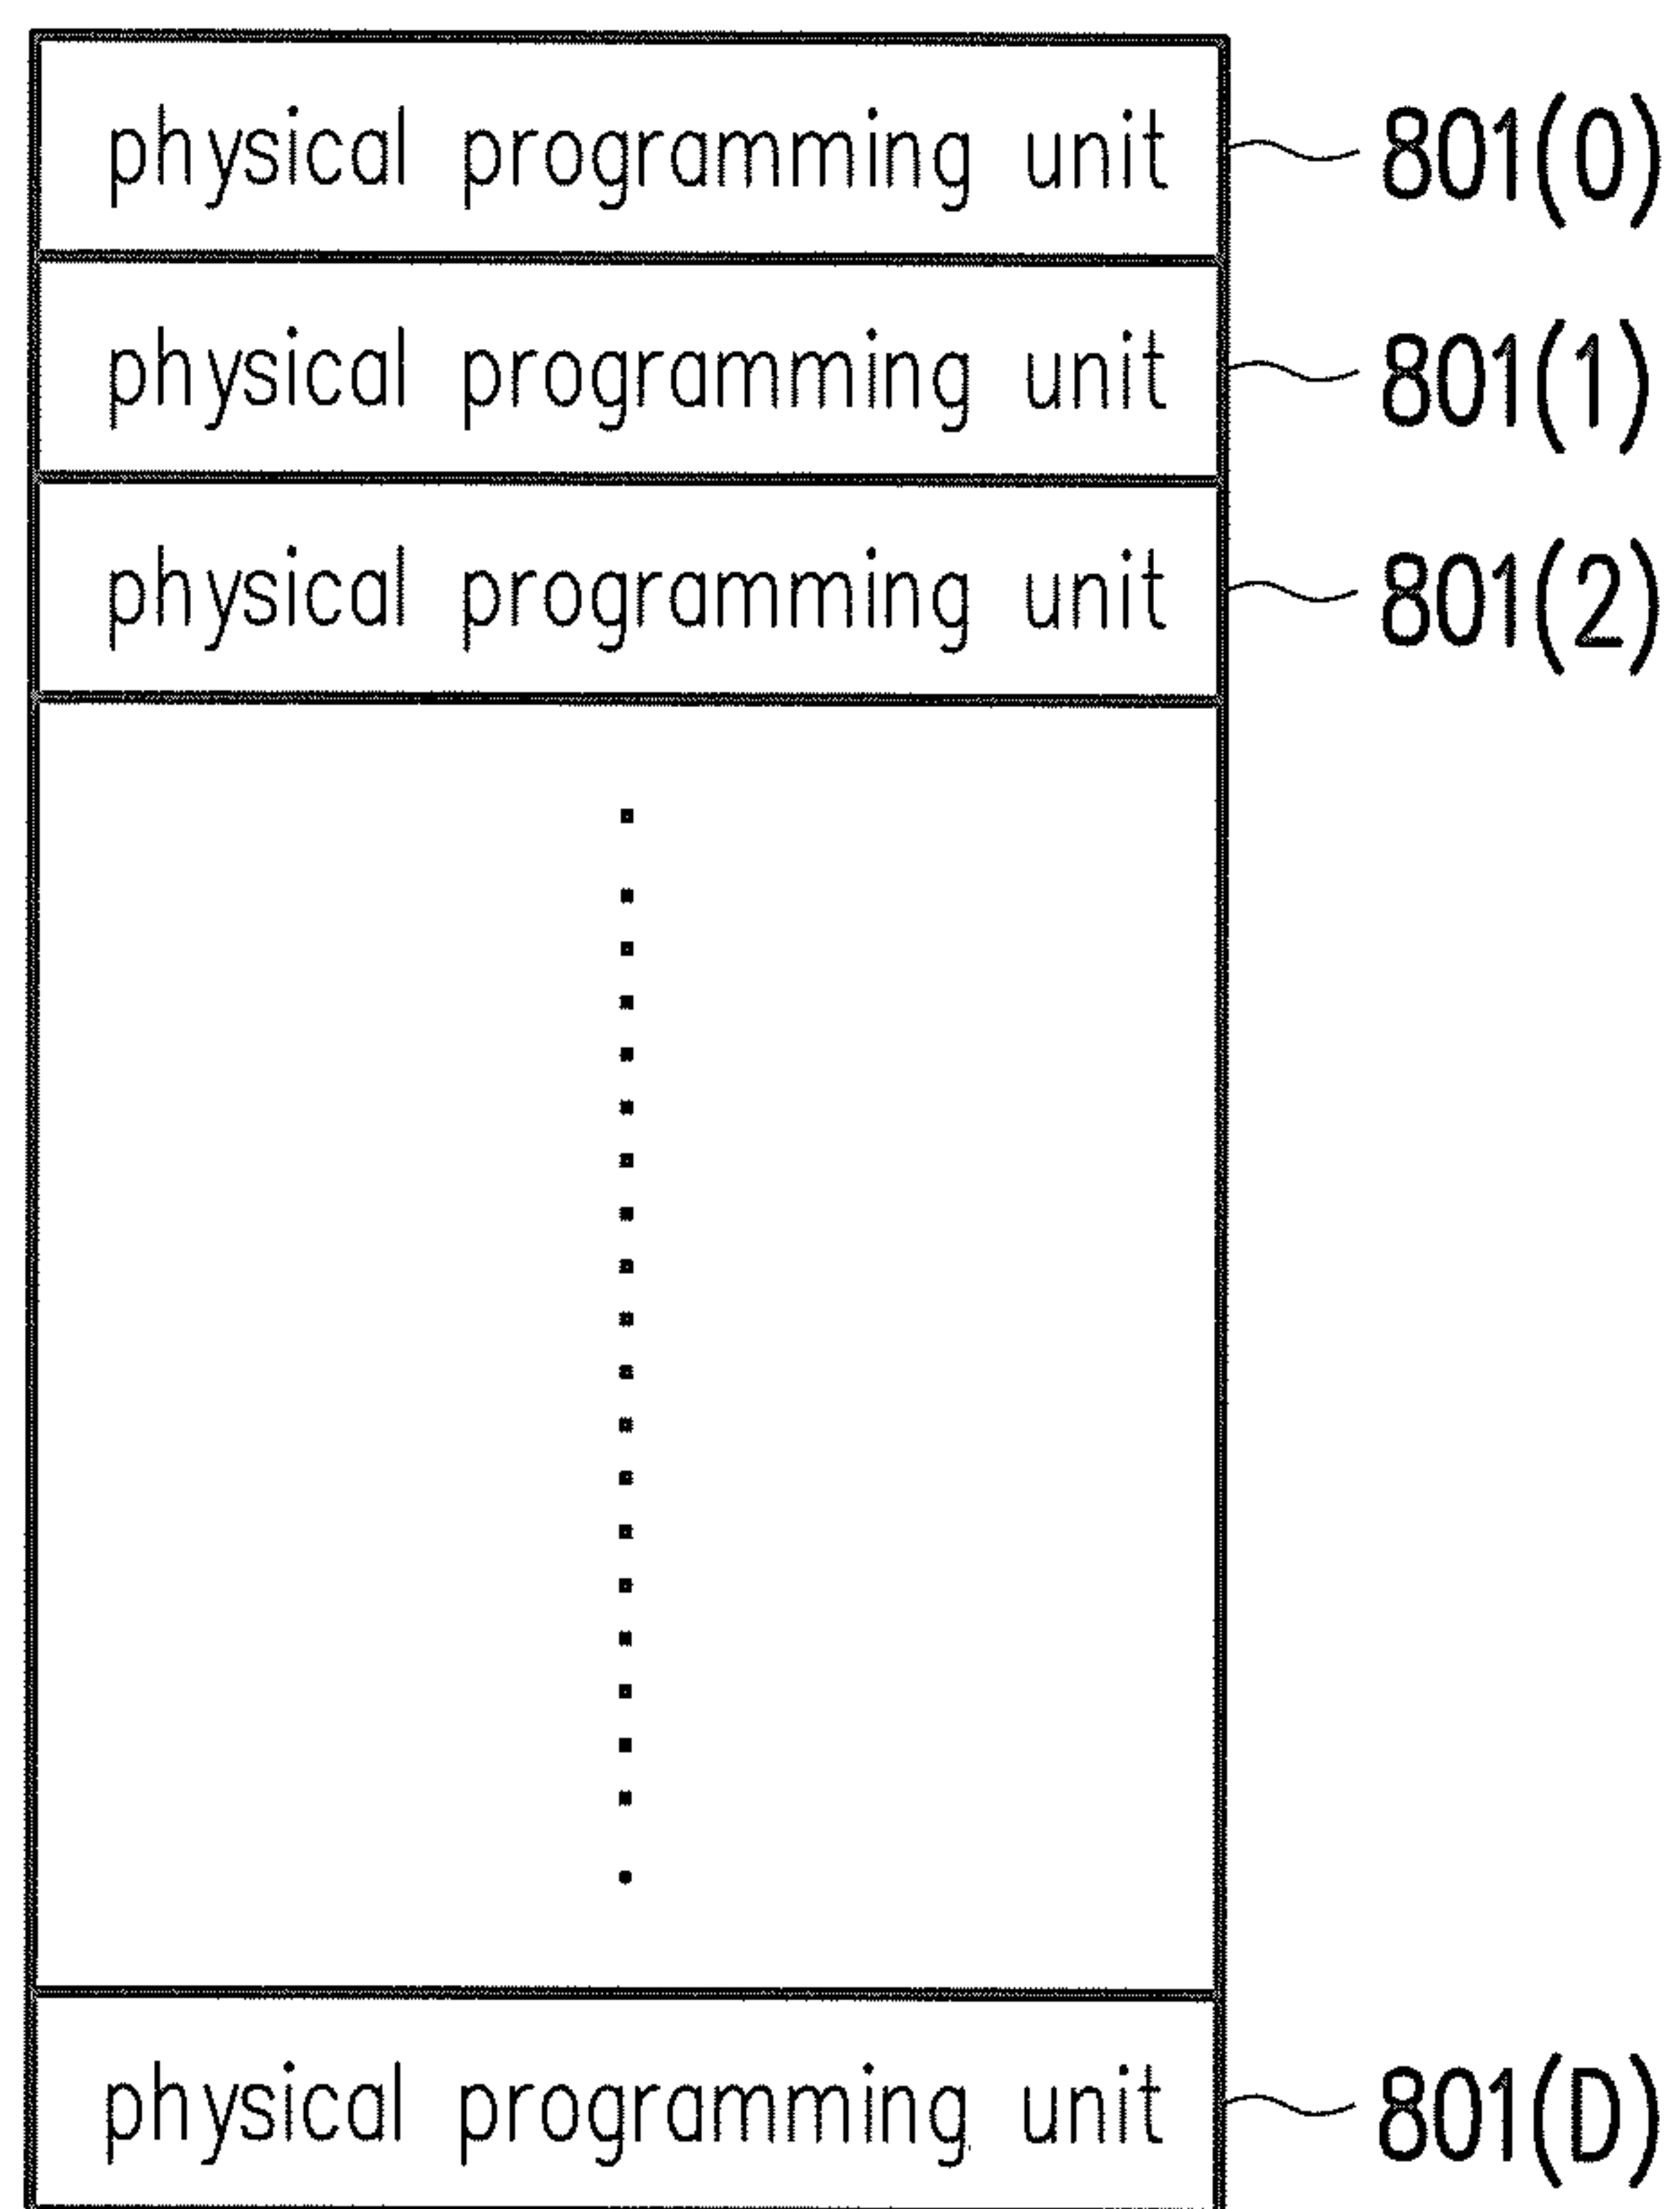 physical programming unit 801(0)
physical programming unit 801(1)
physical programming unit 801(2)
physical programming unit 801(D)